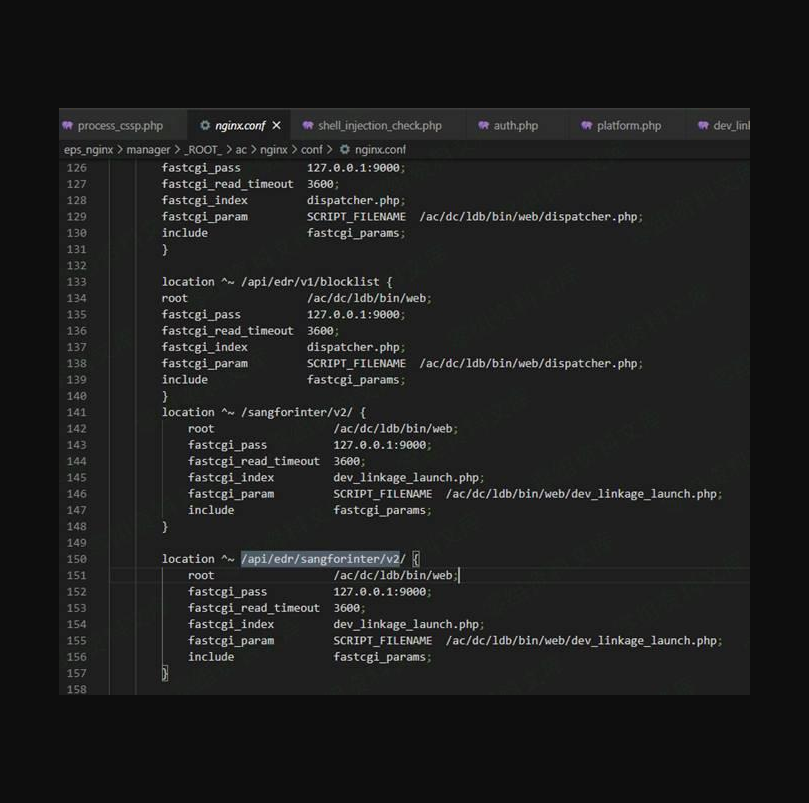 process_cssp.php nginx.conf shell_injection_check.php auth.php platform.php dev_linl
eps_nginx > manager > _ROOT_ > ac > nginx > conf > nginx.conf
126 fastcgi_pass 127.0.0.1:9000;
127 fastcgi_read_timeout 3600;
128 fastcgi_index dispatcher.php;
129 fastcgi_param SCRIPT_FILENAME /ac/dc/ldb/bin/web/dispatcher.php;
130 include fastcgi_params;
131 }
132
133 location ^~ /api/edr/v1/blocklist {
134 root /ac/dc/ldb/bin/web;
135 fastcgi_pass 127.0.0.1:9000;
136 fastcgi_read_timeout 3600;
137 fastcgi_index dispatcher.php;
138 fastcgi_param SCRIPT_FILENAME /ac/dc/ldb/bin/web/dispatcher.php;
139 include fastcgi_params;
140 }
141 location ^~ /sangforinter/v2/ {
142 root /ac/dc/ldb/bin/web;
143 fastcgi_pass 127.0.0.1:9000;
144 fastcgi_read_timeout 3600;
145 fastcgi_index dev_linkage_launch.php;
146 fastcgi_param SCRIPT_FILENAME /ac/dc/ldb/bin/web/dev_linkage_launch.php;
147 include fastcgi_params;
148 }
149
150 location ^~ /api/edr/sangforinter/v2/ {
151 root /ac/dc/ldb/bin/web;
152 fastcgi_pass 127.0.0.1:9000;
153 fastcgi_read_timeout 3600;
154 fastcgi_index dev_linkage_launch.php;
155 fastcgi_param SCRIPT_FILENAME /ac/dc/ldb/bin/web/dev_linkage_launch.php;
156 include fastcgi_params;
157 }
158